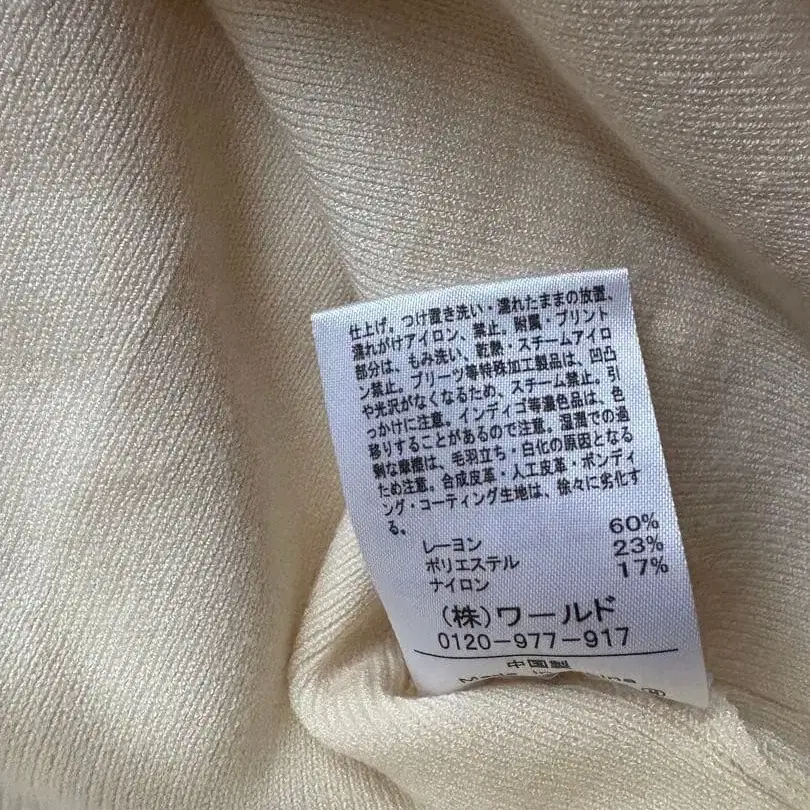 仕上げ。つけ置き洗い・濡れたままの放置、
濡れがけアイロン、禁止。附属・プリント
部分は、もみ洗い、乾熱・スチームアイロ
ン禁止。プリーツ等特殊加工製品は、凹凸
や光沢がなくなるため、スチーム禁止。引
っかけに注意。インディゴ等濃色品は、色
移りすることがあるので注意。湿潤での過
剰な摩擦は、毛羽立ち・白化の原因となる
ため注意。合成皮革・人工皮革・ボンディ
ング・コーティング生地は、徐々に劣化す
る。
レーヨン 60%
ポリエステル 23%
ナイロン 17%
(株)ワールド
0120-977-917
中国製
Made in China